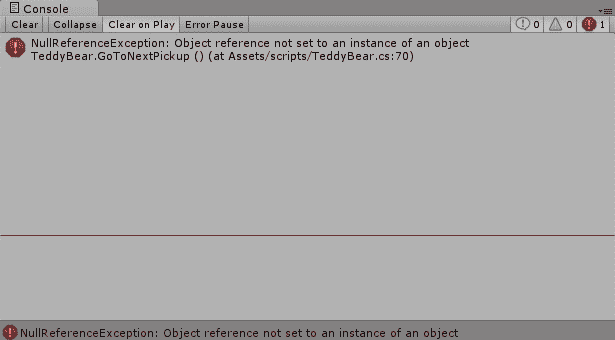 Console
Clear Collapse Clear on Play Error Pause 0 0 1
NullReferenceException: Object reference not set to an instance of an object
TeddyBear.GoToNextPickup () (at Assets/scripts/TeddyBear.cs:70)
NullReferenceException: Object reference not set to an instance of an object